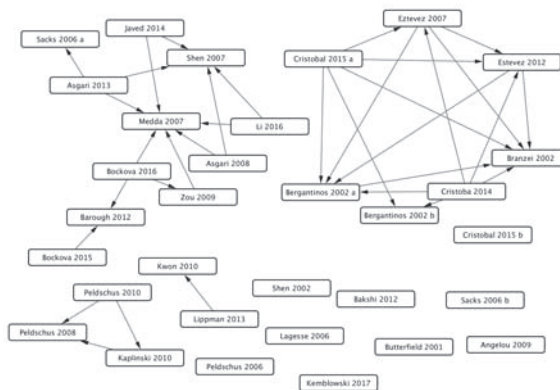 Eztevez 2007
Javed 2014
Sacks 2006 a
Shen 2007
Cristobal 2015 a
Estevez 2012
Asgari 2013
Medda 2007
Li 2016
Asgari 2008
Branzei 2002
Bockova 2016
Zou 2009
Bergantinos 2002 a
Cristoba 2014
Barough 2012
Bergantinos 2002 b
Cristobal 2015 b
Bockova 2015
Kwon 2010
Peldschus 2010
Shen 2002
Bakshi 2012
Sacks 2006 b
Lippman 2013
Peldschus 2008
Lagesse 2006
Kaplinski 2010
Butterfield 2001
Angelou 2009
Peldschus 2006
Kemblowski 2017